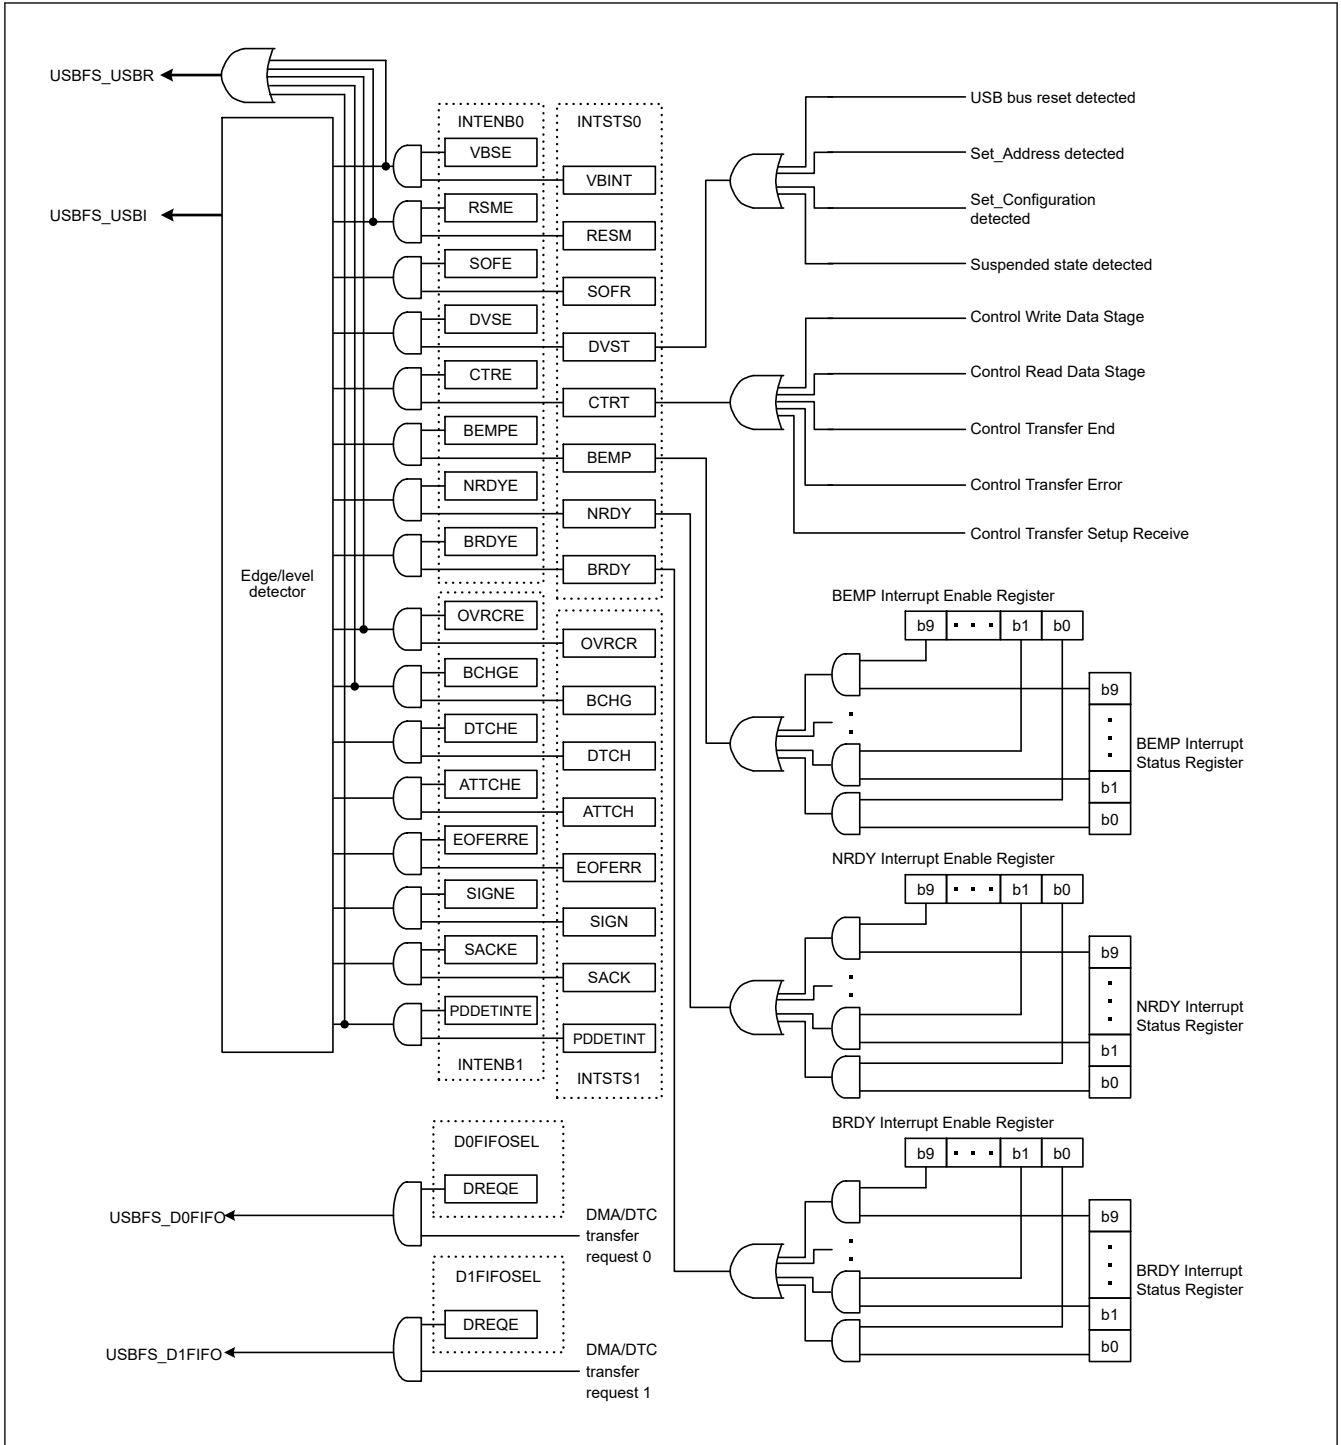 USBFS_USBR
USBFS_USBI
Edge/level
detector
INTENB0
VBSE
RSME
SOFE
DVSE
CTRE
BEMPE
NRDYE
BRDYE
OVRCRE
BCHGE
DTCHE
ATTCHE
EOFERRE
SIGNE
SACKE
PDDETINTE
INTENB1
INTSTS0
VBINT
RESM
SOFR
DVST
CTRT
BEMP
NRDY
BRDY
OVRCR
BCHG
DTCH
ATTCH
EOFERR
SIGN
SACK
PDDETINT
INTSTS1
USB bus reset detected
Set_Address detected
Set_Configuration
detected
Suspended state detected
Control Write Data Stage
Control Read Data Stage
Control Transfer End
Control Transfer Error
Control Transfer Setup Receive
BEMP Interrupt Enable Register
b9 b1 b0
b9
b1
b0
BEMP Interrupt
Status Register
NRDY Interrupt Enable Register
b9 b1 b0
b9
b1
b0
NRDY Interrupt
Status Register
BRDY Interrupt Enable Register
b9 b1 b0
b9
b1
b0
BRDY Interrupt
Status Register
D0FIFOSEL
DREQE
USBFS_D0FIFO
DMA/DTC
transfer
request 0
D1FIFOSEL
DREQE
USBFS_D1FIFO
DMA/DTC
transfer
request 1